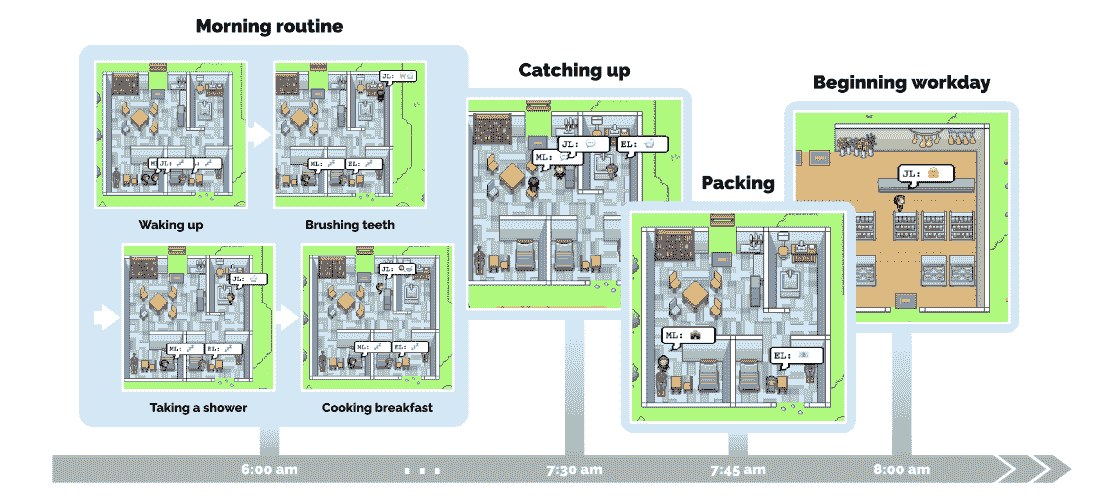 Morning routine
Catching up
Beginning workday
Packing
JL:
JL:
ML:
EL:
Waking up
Brushing teeth
JL:
ML:
EL:
JL:
ML:
EL:
Taking a shower
Cooking breakfast
JL:
EL:
ML:
ML:
EL:
JL:
6:00 am
7:30 am
7:45 am
8:00 am